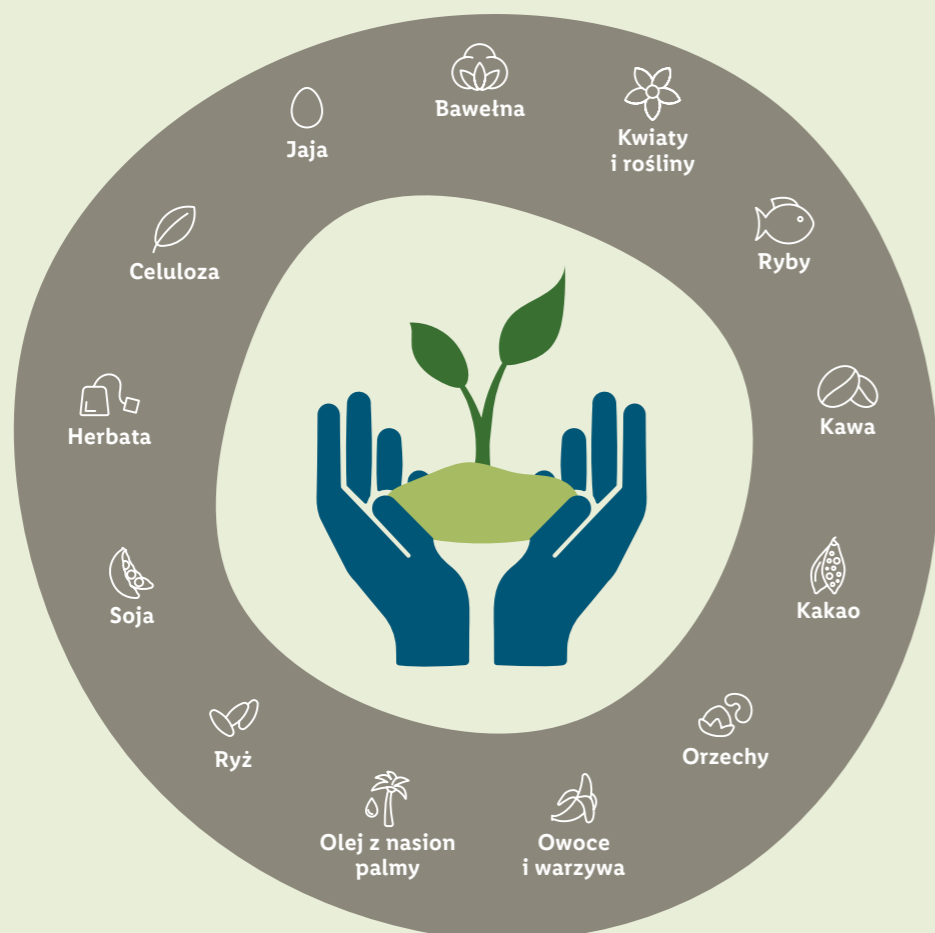 Bawełna
Kwiaty
i rośliny
Ryby
Kawa
Kakao
Orzechy
Owoce
i warzywa
Olej z nasion
palmy
Ryż
Soja
Herbata
Celuloza
Jaja